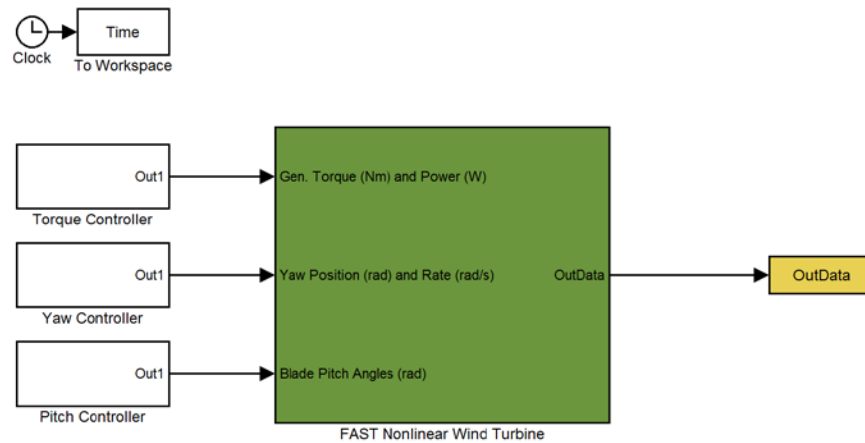 Time
Clock
To Workspace
Out1
Gen. Torque (Nm) and Power (W)
Torque Controller
Out1
Yaw Position (rad) and Rate (rad/s)
OutData
OutData
Yaw Controller
Out1
Blade Pitch Angles (rad)
Pitch Controller
FAST Nonlinear Wind Turbine